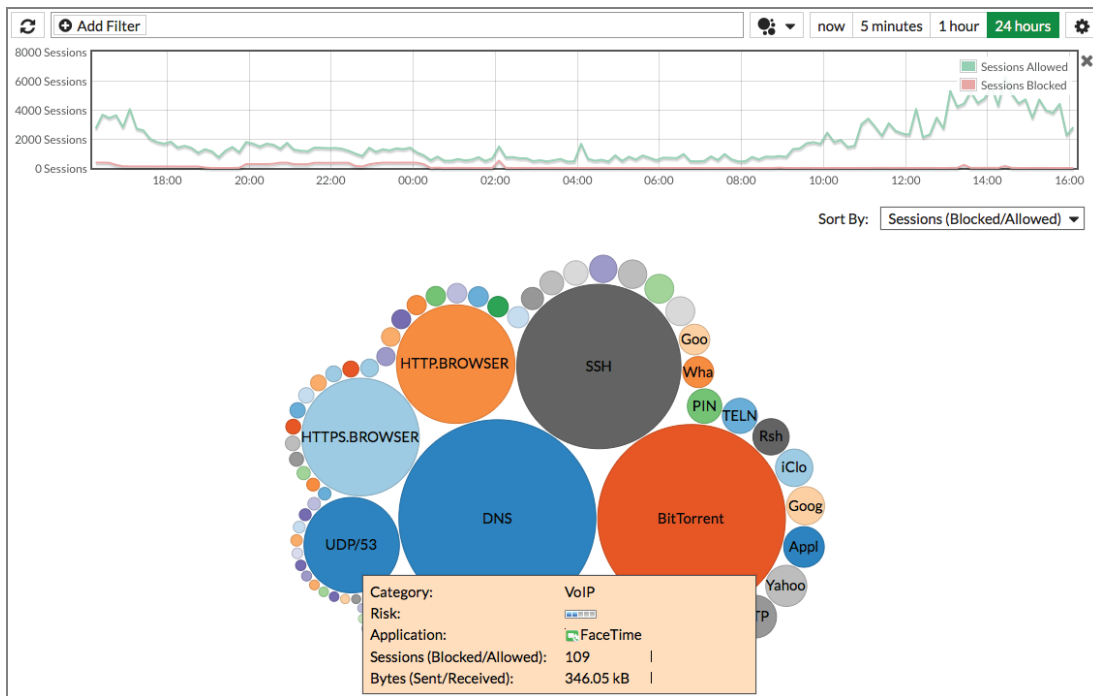 Add Filter now 5 minutes 1 hour 24 hours
8000 Sessions
Sessions Allowed
6000 Sessions
Sessions Blocked
4000 Sessions
2000 Sessions
0 Sessions
18:00 20:00 22:00 00:00 02:00 04:00 06:00 08:00 10:00 12:00 14:00 16:00
Sort By: Sessions (Blocked/Allowed)
Goo
HTTP.BROWSER
SSH
Wha
PIN
TELN
HTTPS.BROWSER
Rsh
iClo
Goog
DNS
BitTorrent
UDP/53
Appl
Yahoo
TP
Category: VoIP
Risk:
Application: FaceTime
Sessions (Blocked/Allowed): 109
Bytes (Sent/Received): 346.05 kB